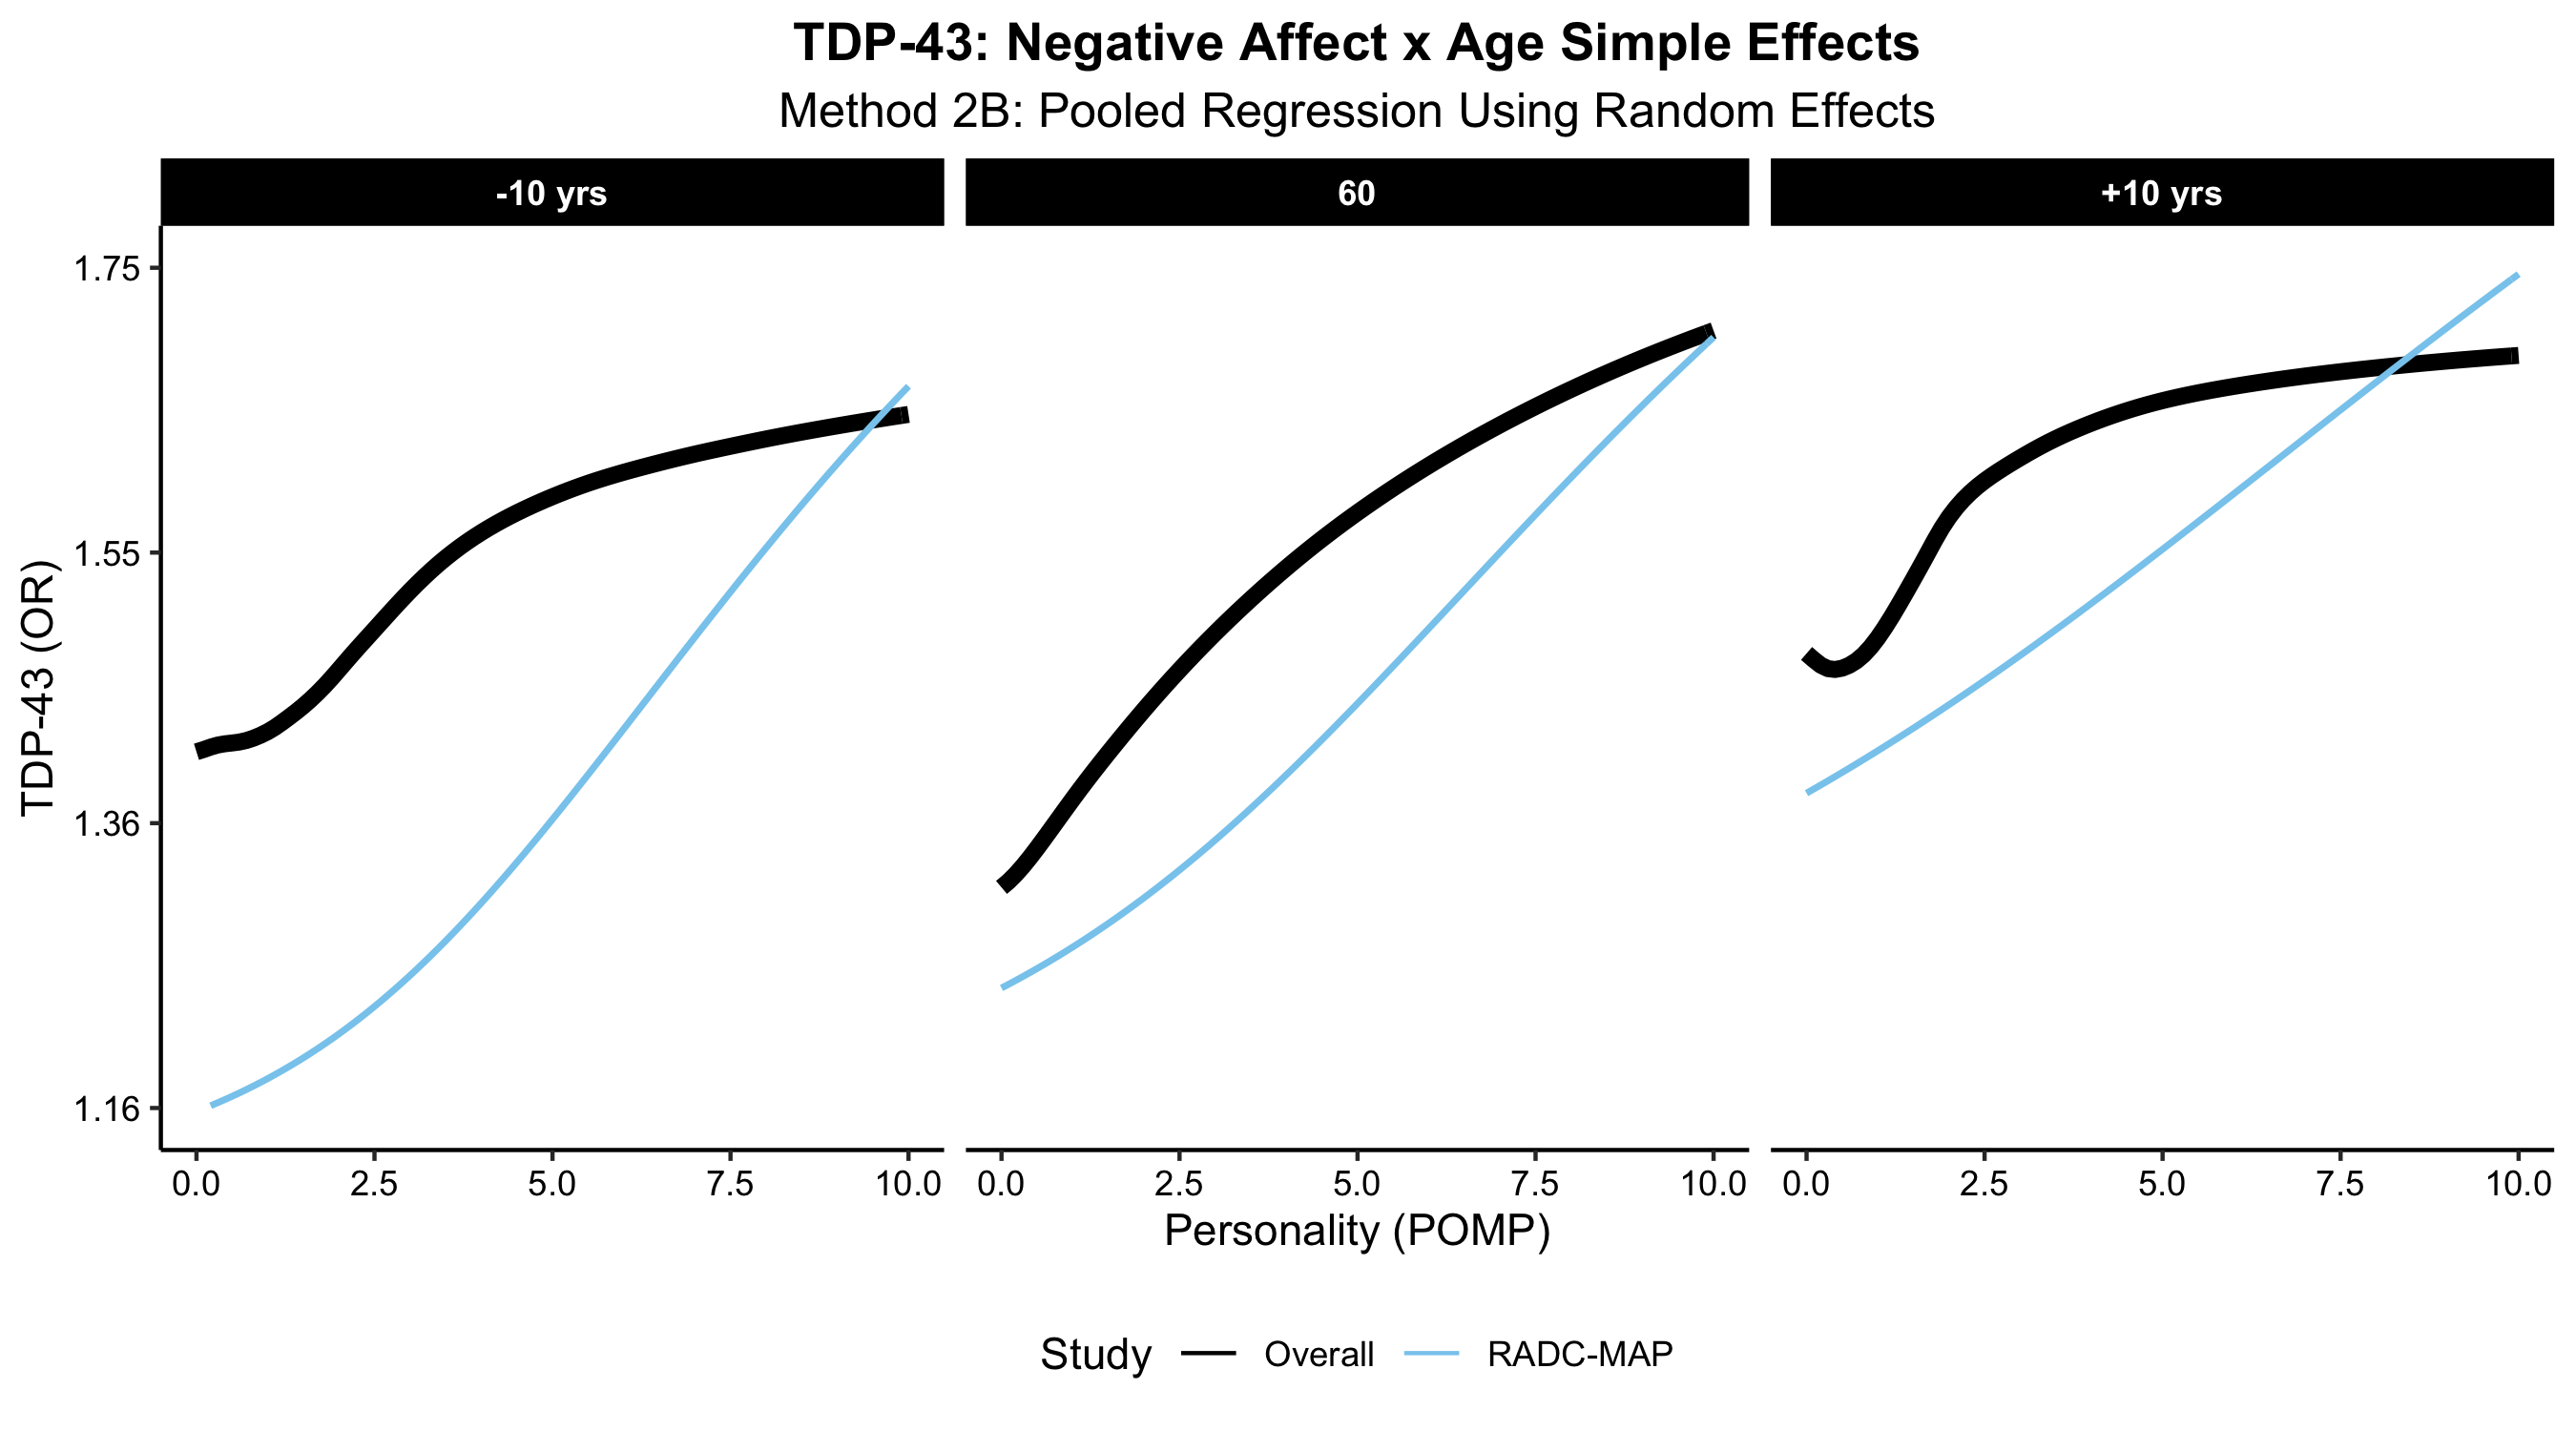 TDP-43: Negative Affect x Age Simple Effects
Method 2B: Pooled Regression Using Random Effects
-10 yrs 60 +10 yrs
TDP-43 (OR)
1.75
1.55
1.36
1.16
0.0 2.5 5.0 7.5 10.0 0.0 2.5 5.0 7.5 10.0 0.0 2.5 5.0 7.5 10.0
Personality (POMP)
Study Overall RADC-MAP